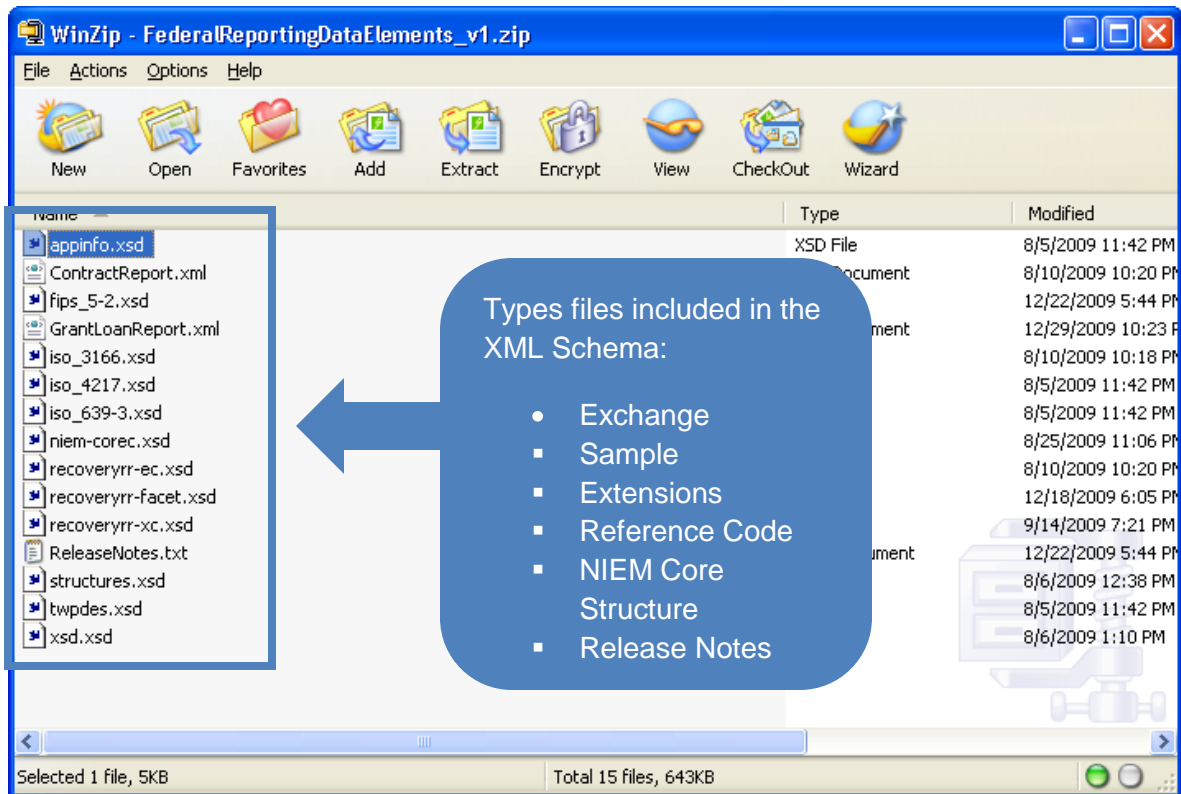 WinZip - FederalReportingDataElements_v1.zip
File Actions Options Help
New Open Favorites Add Extract Encrypt View CheckOut Wizard
Name Type Modified
appinfo.xsd XSD File 8/5/2009 11:42 PM
ContractReport.xml ocument 8/10/2009 10:20 PM
fips_5-2.xsd 12/22/2009 5:44 PM
GrantLoanReport.xml ment 12/29/2009 10:23 P
iso_3166.xsd 8/10/2009 10:18 PM
iso_4217.xsd 8/5/2009 11:42 PM
iso_639-3.xsd 8/5/2009 11:42 PM
niem-corec.xsd 8/25/2009 11:06 PM
recoveryrr-ec.xsd 8/10/2009 10:20 PM
recoveryrr-facet.xsd 12/18/2009 6:05 PM
recoveryrr-xc.xsd 9/14/2009 7:21 PM
ReleaseNotes.txt ument 12/22/2009 5:44 PM
structures.xsd 8/6/2009 12:38 PM
twpdes.xsd 8/5/2009 11:42 PM
xsd.xsd 8/6/2009 1:10 PM
Types files included in the
XML Schema:
• Exchange
▪ Sample
▪ Extensions
▪ Reference Code
▪ NIEM Core
Structure
▪ Release Notes
Selected 1 file, 5KB Total 15 files, 643KB